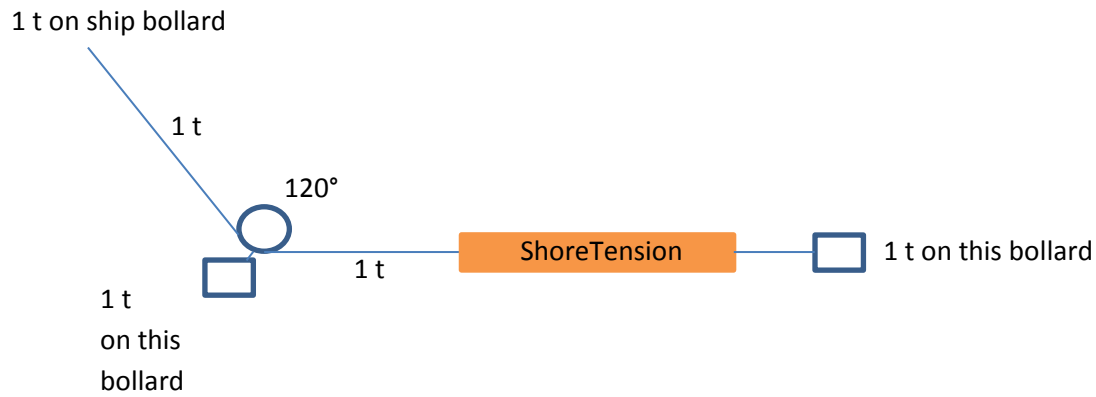 1 t on ship bollard
1 t
120°
ShoreTension
1 t on this bollard
1 t
1 t
on this
bollard